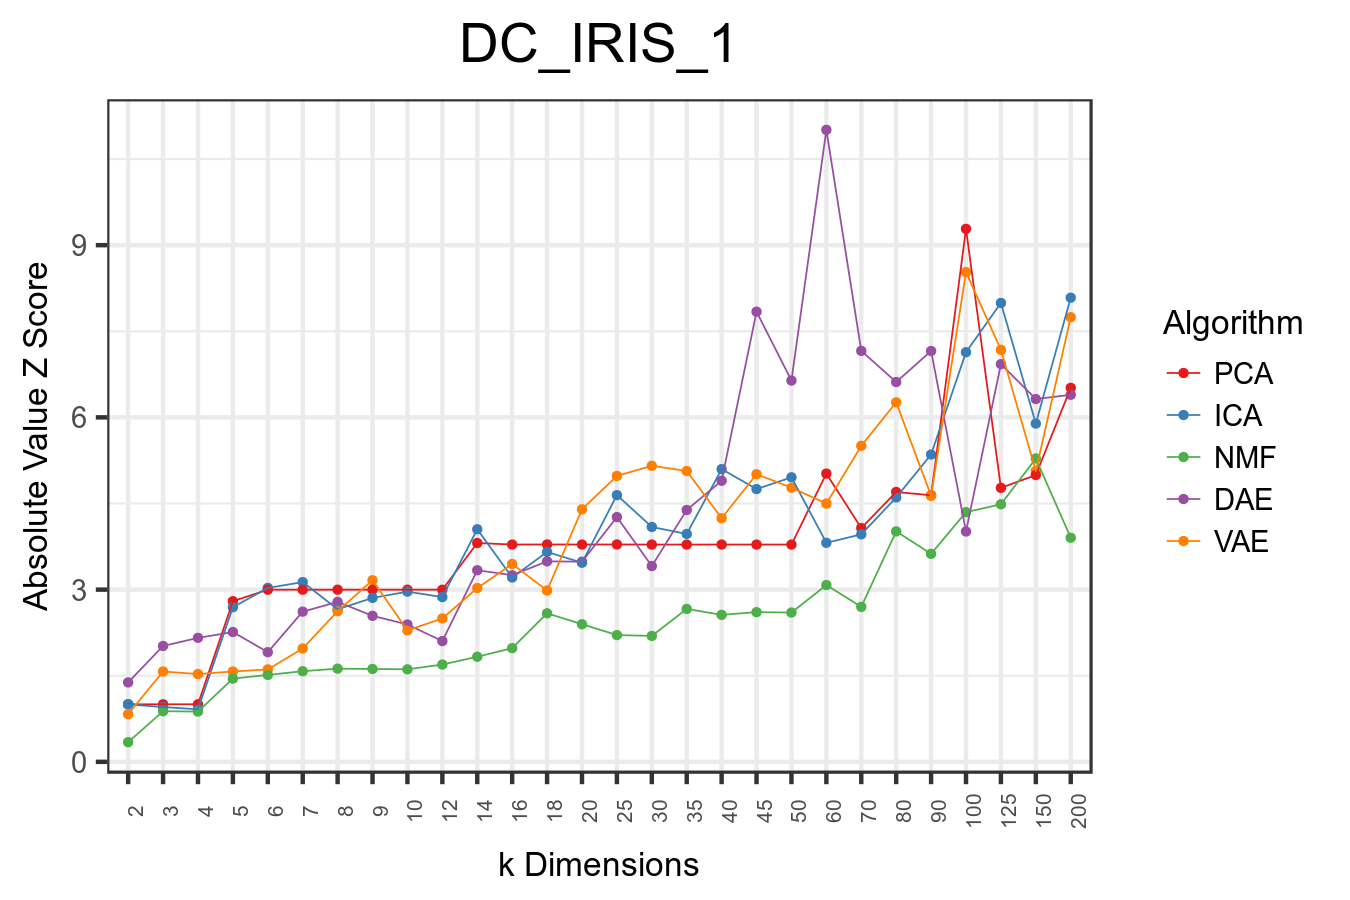 DC_IRIS_1
Absolute Value Z Score
9
6
3
0
2 3 4 5 6 7 8 9 10 12 14 16 18 20 25 30 35 40 45 50 60 70 80 90 100 125 150 200
k Dimensions
Algorithm
PCA
ICA
NMF
DAE
VAE